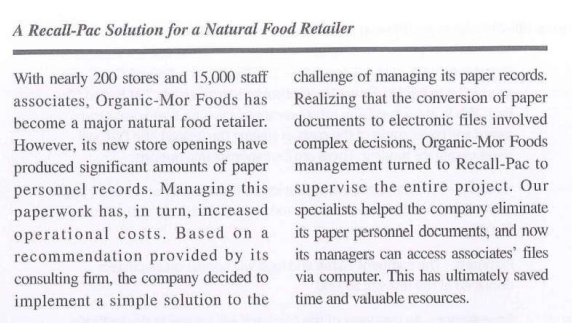 A Recall-Pac Solution for a Natural Food Retailer
With nearly 200 stores and 15,000 staff
associates, Organic-Mor Foods has
become a major natural food retailer.
However, its new store openings have
produced significant amounts of paper
personnel records. Managing this
paperwork has, in turn, increased
operational costs. Based on a
recommendation provided by its
consulting firm, the company decided to
implement a simple solution to the
challenge of managing its paper records.
Realizing that the conversion of paper
documents to electronic files involved
complex decisions, Organic-Mor Foods
management turned to Recall-Pac to
supervise the entire project. Our
specialists helped the company eliminate
its paper personnel documents, and now
its managers can access associates' files
via computer. This has ultimately saved
time and valuable resources.